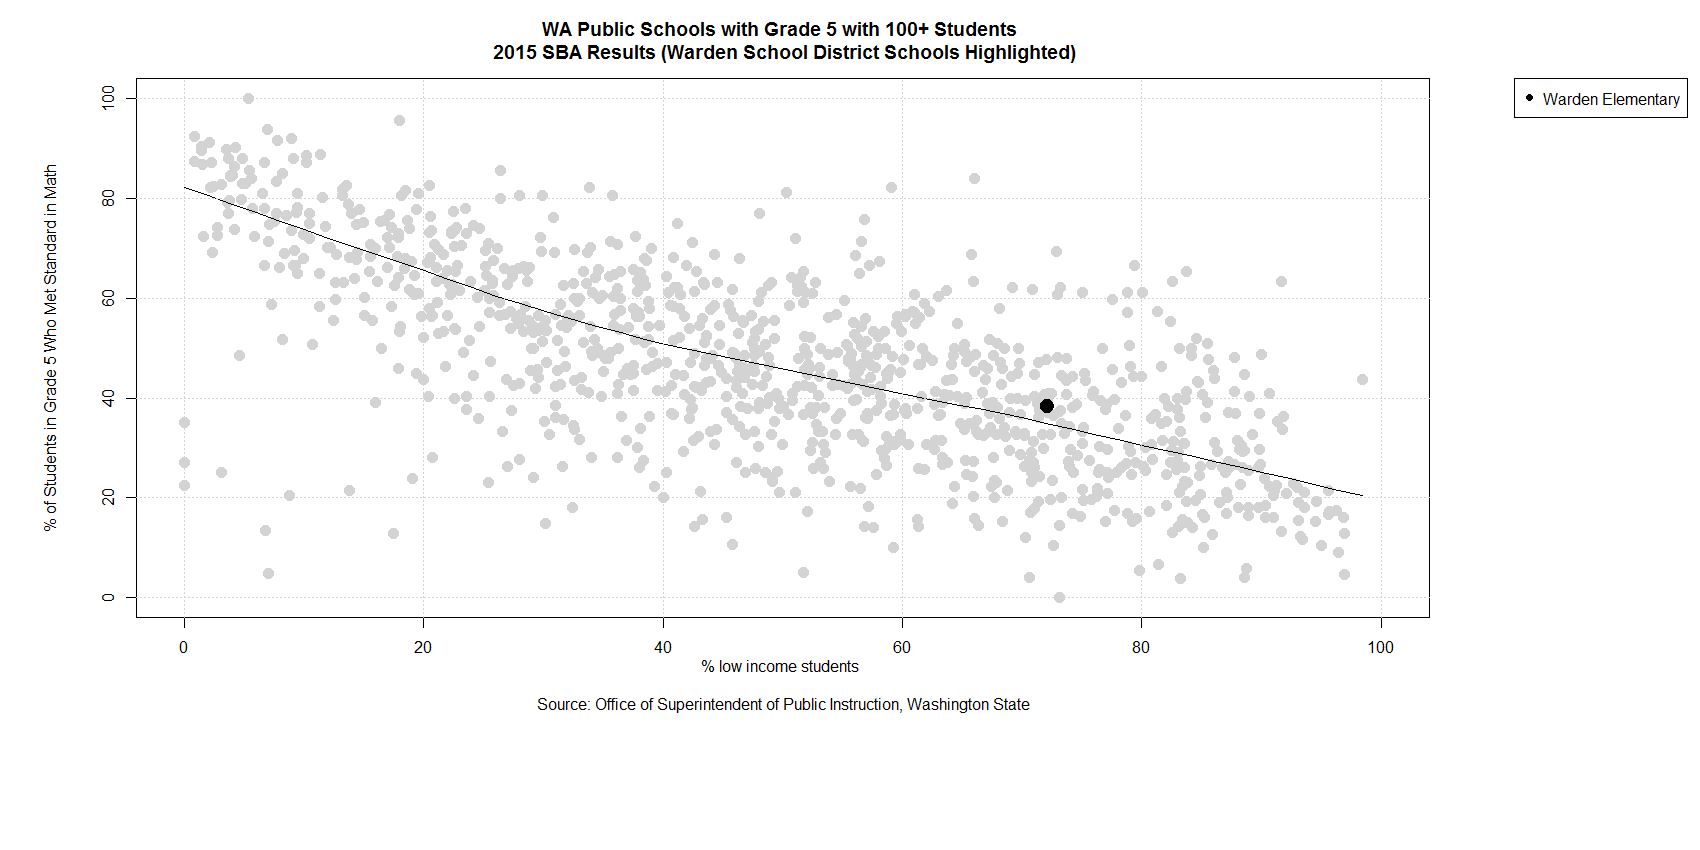 WA Public Schools with Grade 5 with 100+ Students
2015 SBA Results (Warden School District Schools Highlighted)
Warden Elementary
% of Students in Grade 5 Who Met Standard in Math
100
80
60
40
20
0
0 20 40 60 80 100
% low income students
Source: Office of Superintendent of Public Instruction, Washington State